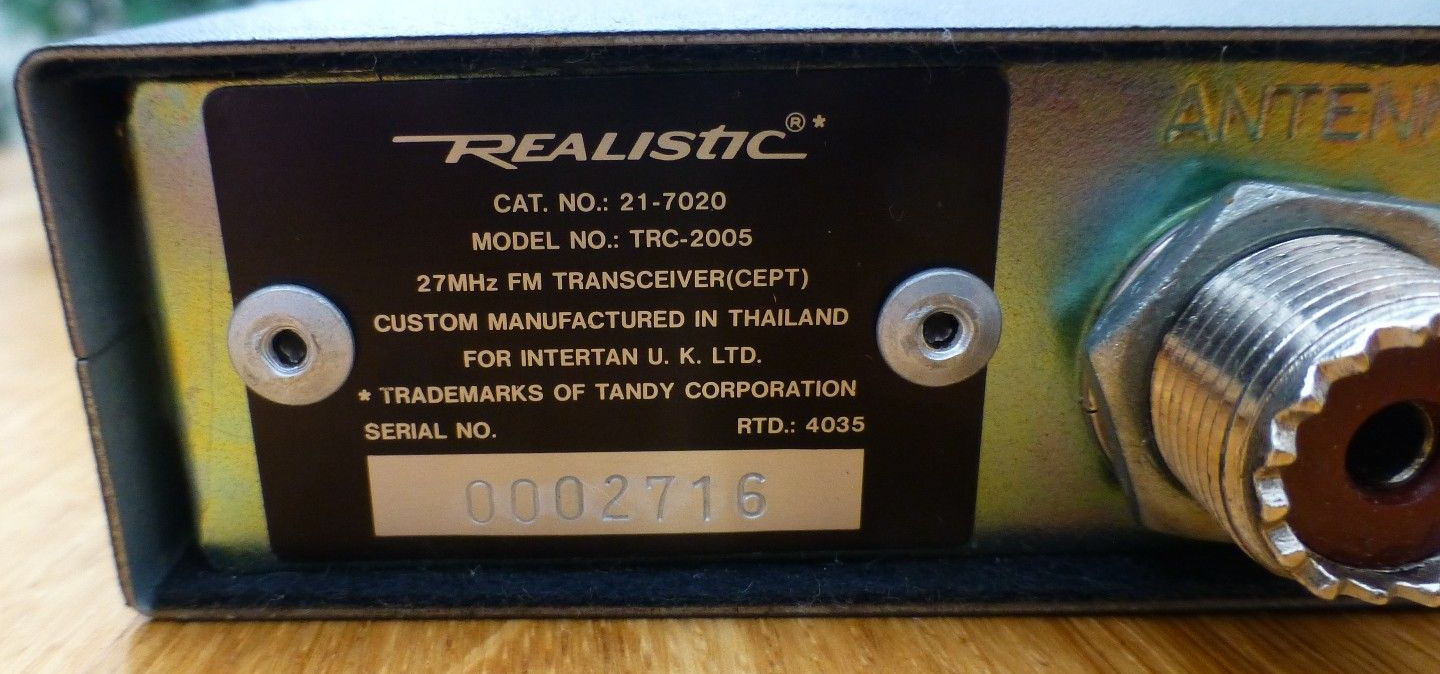 REALISTIC®*
CAT. NO.: 21-7020
MODEL NO.: TRC-2005
27MHz FM TRANSCEIVER(CEPT)
CUSTOM MANUFACTURED IN THAILAND
FOR INTERTAN U. K. LTD.
* TRADEMARKS OF TANDY CORPORATION
SERIAL NO. RTD.: 4035
0002716
ANTENN